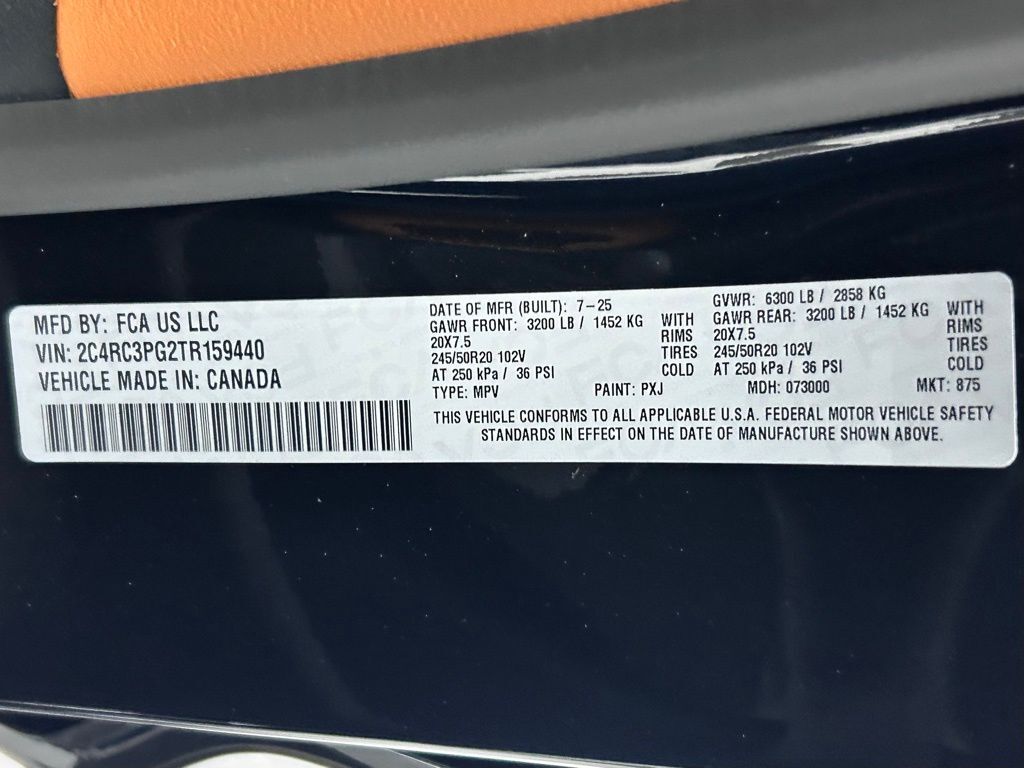 MFD BY: FCA US LLC
VIN: 2C4RC3PG2TR159440
VEHICLE MADE IN: CANADA
DATE OF MFR (BUILT): 7-25
GAWR FRONT: 3200 LB / 1452 KG WITH
20X7.5 RIMS
245/50R20 102V TIRES
AT 250 kPa / 36 PSI COLD
GVWR: 6300 LB / 2858 KG
GAWR REAR: 3200 LB / 1452 KG WITH
20X7.5 RIMS
245/50R20 102V TIRES
AT 250 kPa / 36 PSI COLD
TYPE: MPV PAINT: PXJ MDH: 073000 MKT: 875
THIS VEHICLE CONFORMS TO ALL APPLICABLE U.S.A. FEDERAL MOTOR VEHICLE SAFETY
STANDARDS IN EFFECT ON THE DATE OF MANUFACTURE SHOWN ABOVE.